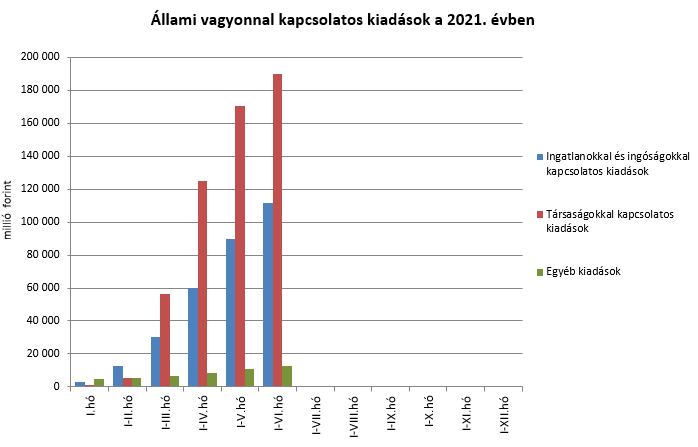 Állami vagyonnal kapcsolatos kiadások a 2021. évben
200 000
180 000
160 000
140 000
120 000
100 000
80 000
60 000
40 000
20 000
0
millió forint
I.hó
I-II.hó
I-III.hó
I-IV.hó
I-V.hó
I-VI.hó
I-VII.hó
I-VIII.hó
I-IX.hó
I-X.hó
I-XI.hó
I-XII.hó
Ingatlanokkal és ingóságokkal
kapcsolatos kiadások
Társaságokkal kapcsolatos
kiadások
Egyéb kiadások